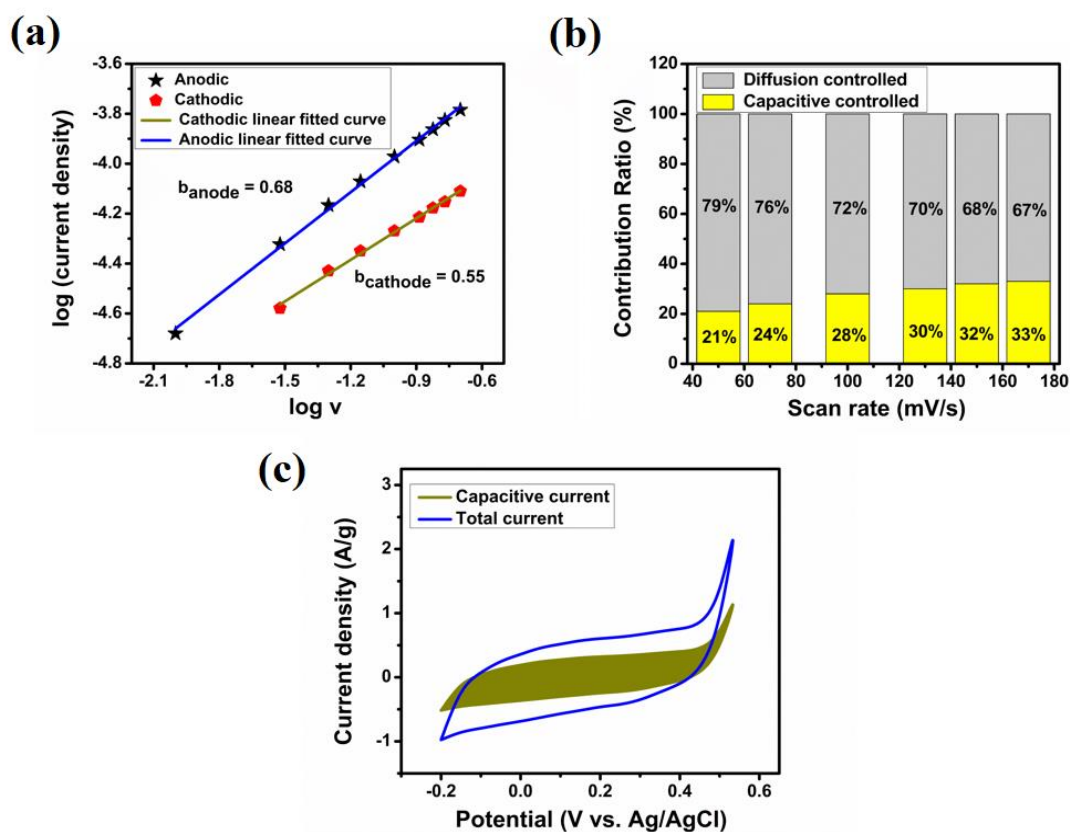 (a)
-3.6
-3.8
-4.0
-4.2
-4.4
-4.6
-4.8
log (current density)
Anodic
Cathodic
Cathodic linear fitted curve
Anodic linear fitted curve
b anode = 0.68
b cathode = 0.55
-2.1 -1.8 -1.5 -1.2 -0.9 -0.6
log v
(b)
120
100
80
60
40
20
0
Contribution Ratio (%)
Diffusion controlled
Capacitive controlled
79% 76% 72% 70% 68% 67%
21% 24% 28% 30% 32% 33%
40 60 80 100 120 140 160 180
Scan rate (mV/s)
(c)
3
2
1
0
-1
Current density (A/g)
Capacitive current
Total current
-0.2 0.0 0.2 0.4 0.6
Potential (V vs. Ag/AgCl)